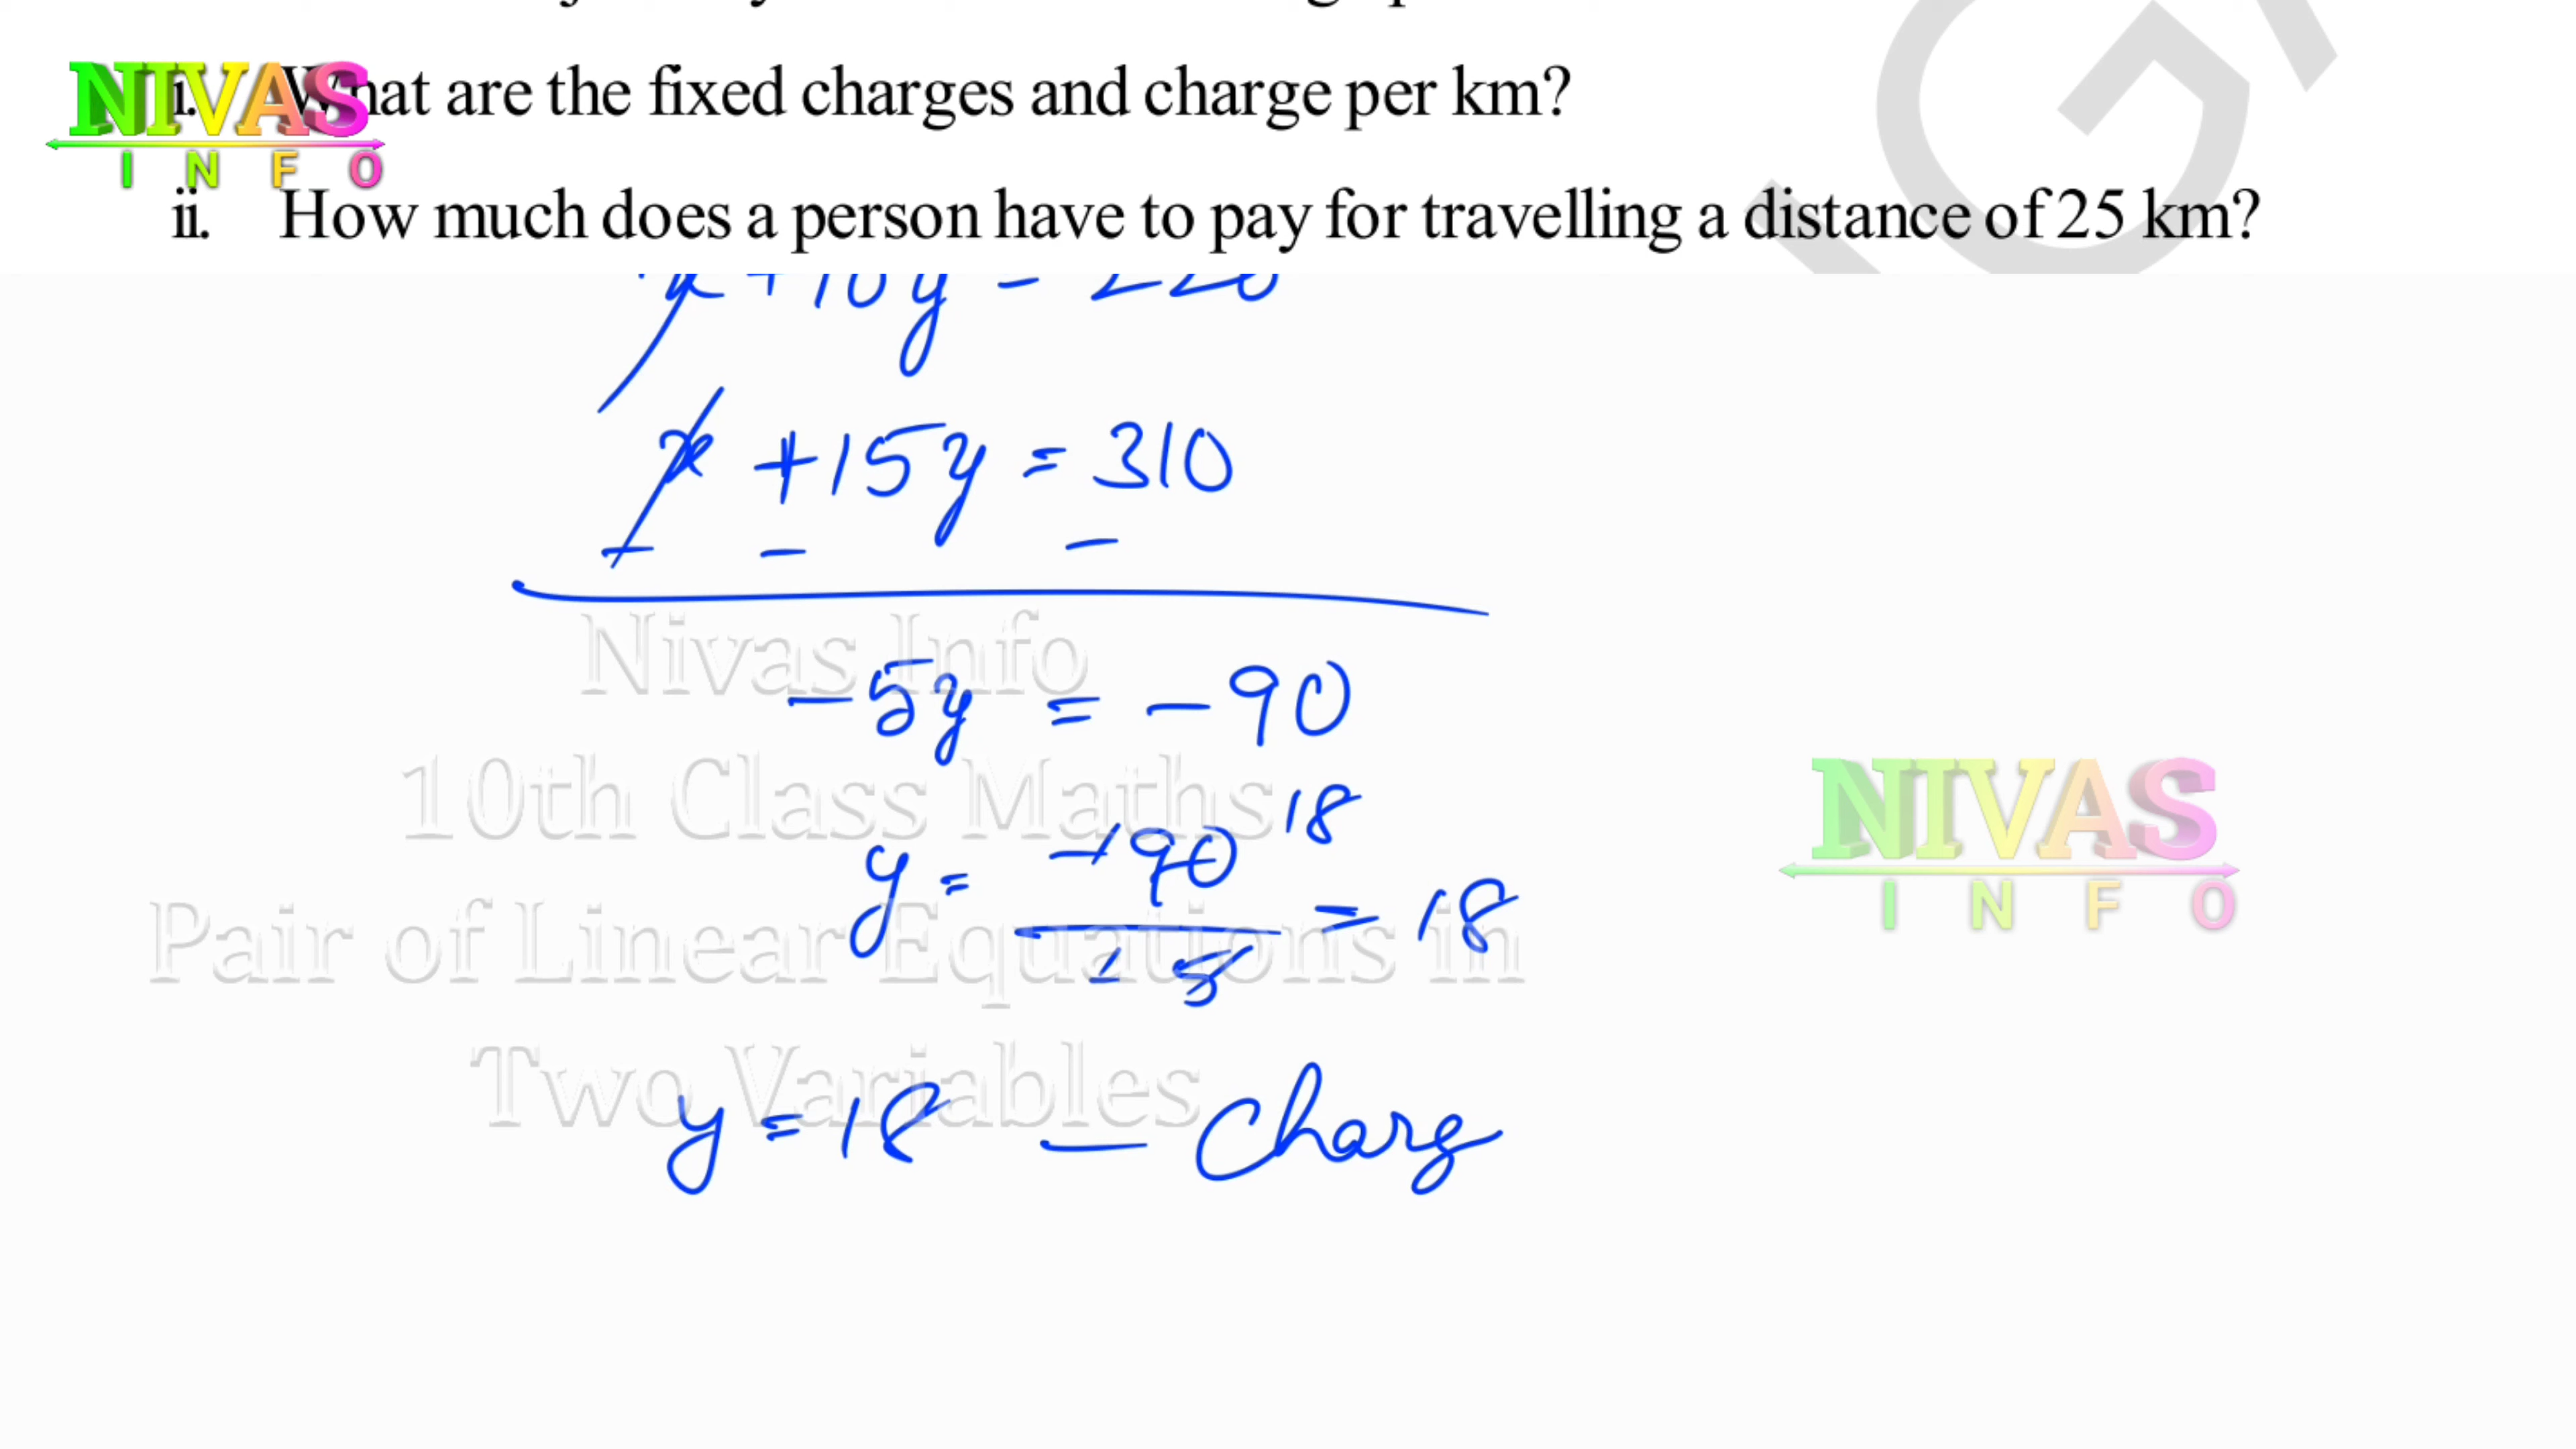 NIVAS
INFO
i. What are the fixed charges and charge per km?
ii. How much does a person have to pay for travelling a distance of 25 km?
x + 10y = 220
x + 15y = 310
- - -
-5y = -90
y = -90 / -5 = 18
18
y = 18 - Charg
Nivas Info
10th Class Maths
Pair of Linear Equations in
Two Variables
NIVAS
INFO